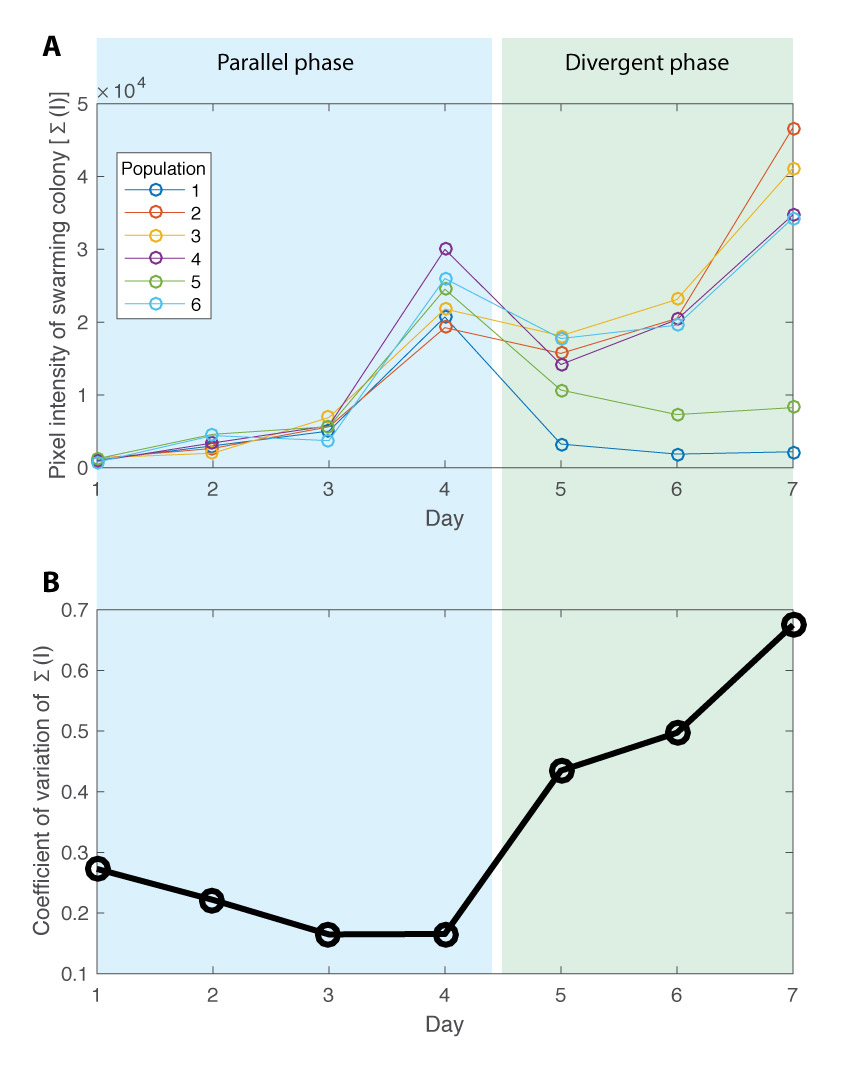 A
Parallel phase
Divergent phase
× 10⁴
Pixel intensity of swarming colony [ Σ (I)]
5
4
3
2
1
0
Population
1
2
3
4
5
6
1 2 3 4 5 6 7
Day
B
Coefficient of variation of Σ (I)
0.7
0.6
0.5
0.4
0.3
0.2
0.1
1 2 3 4 5 6 7
Day